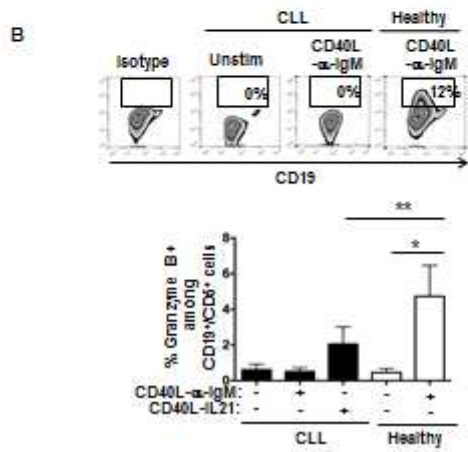 B
CLL Healthy
Isotype Unstim CD40L -α-IgM CD40L -α-IgM
0% 0% 12%
CD19
**
*
% Granzyme B+ among CD19⁺/CD5⁺ cells
8
6
4
2
0
CD40L-α-IgM: - + - - +
CD40L-IL21: - - + - -
CLL Healthy